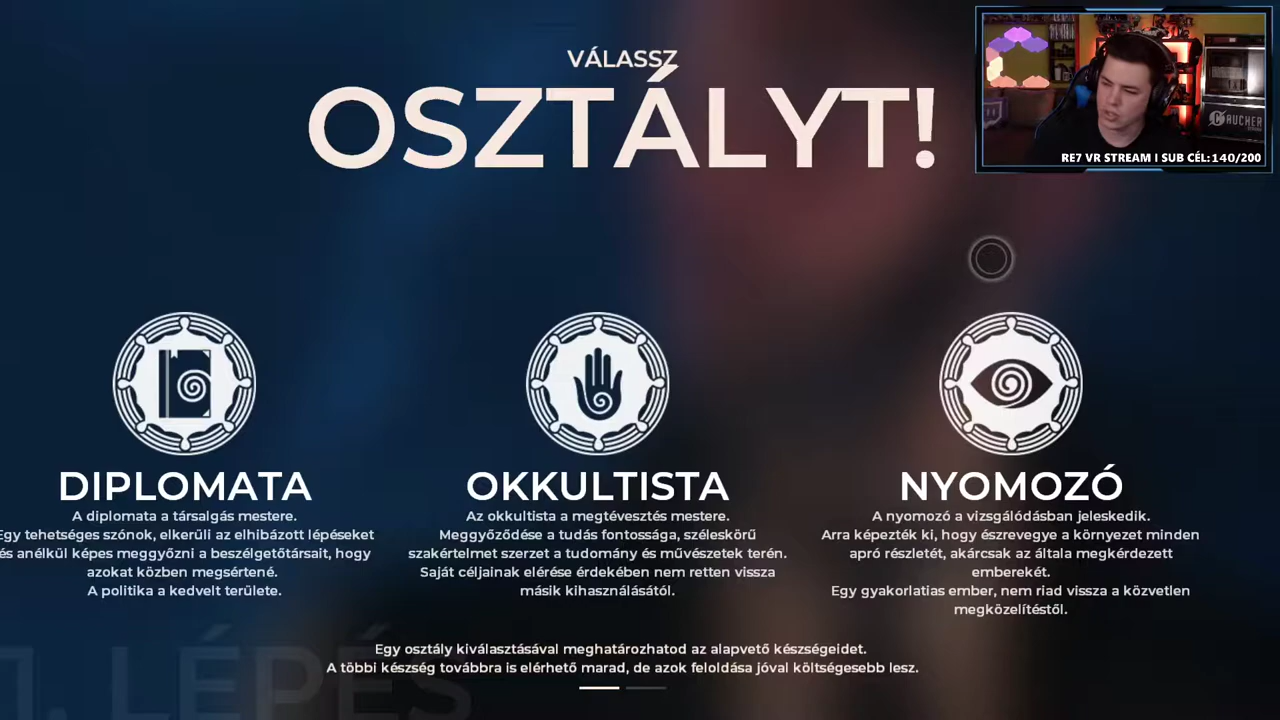 VÁLASSZ
OSZTÁLYT!
RE7 VR STREAM | SUB CÉL:140/200
DIPLOMATA
A diplomata a társalgás mestere.
Egy tehetséges szónok, elkerüli az elhibázott lépéseket
és anélkül képes meggyőzni a beszélgetőtársait, hogy
azokat közben megsértené.
A politika a kedvelt területe.
OKKULTISTA
Az okkultista a megtévesztés mestere.
Meggyőződése a tudás fontossága, széleskörű
szakértelmet szerzet a tudomány és művészetek terén.
Saját céljainak elérése érdekében nem retten vissza
másik kihasználásától.
NYOMOZÓ
A nyomozó a vizsgálódásban jeleskedik.
Arra képezték ki, hogy észrevegye a környezet minden
apró részletét, akárcsak az általa megkérdezett
emberekét.
Egy gyakorlatias ember, nem riad vissza a közvetlen
megközelítéstől.
Egy osztály kiválasztásával meghatározhatod az alapvető készségeidet.
A többi készség továbbra is elérhető marad, de azok feloldása jóval költségesebb lesz.
1. LÉPÉS